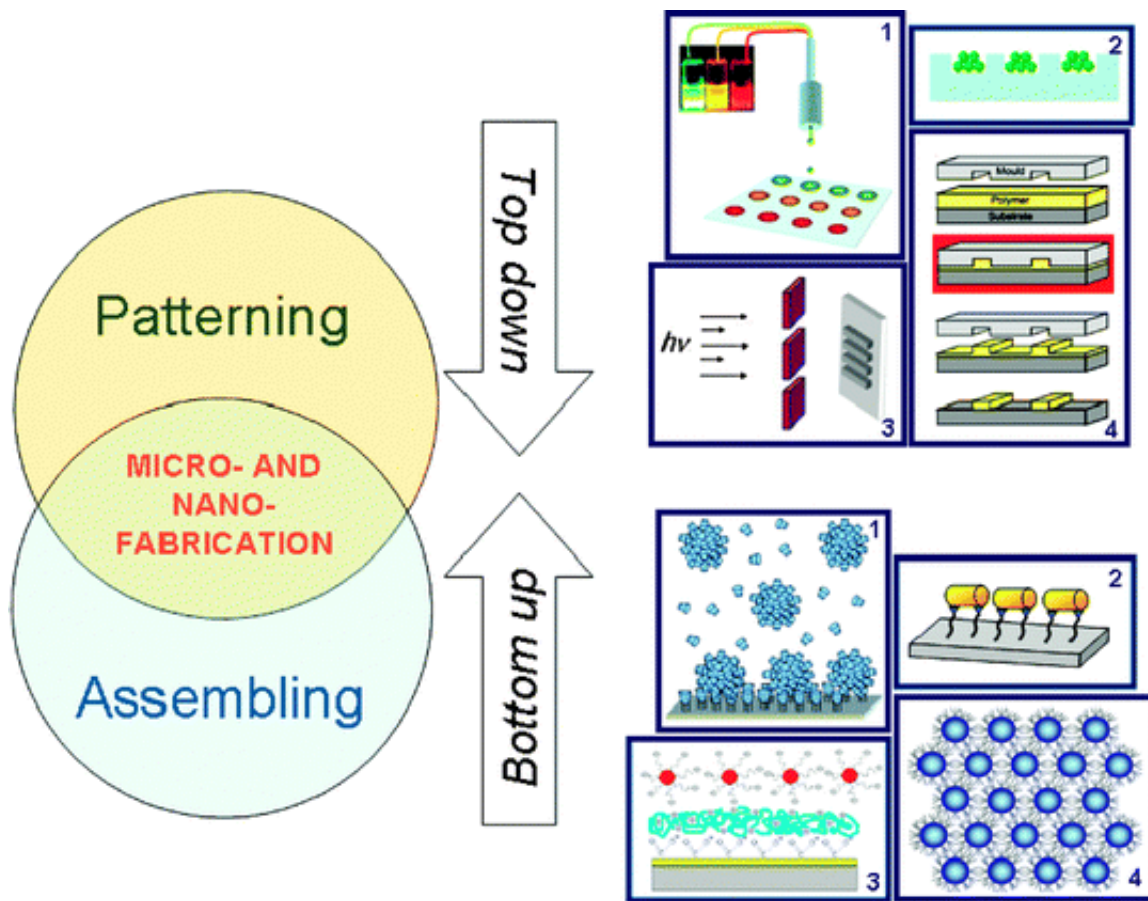 Patterning
MICRO- AND
NANO-
FABRICATION
Assembling
Top down
Bottom up
1
2
3
hν
4
Mould
Polymer
Substrate
1
2
3
4